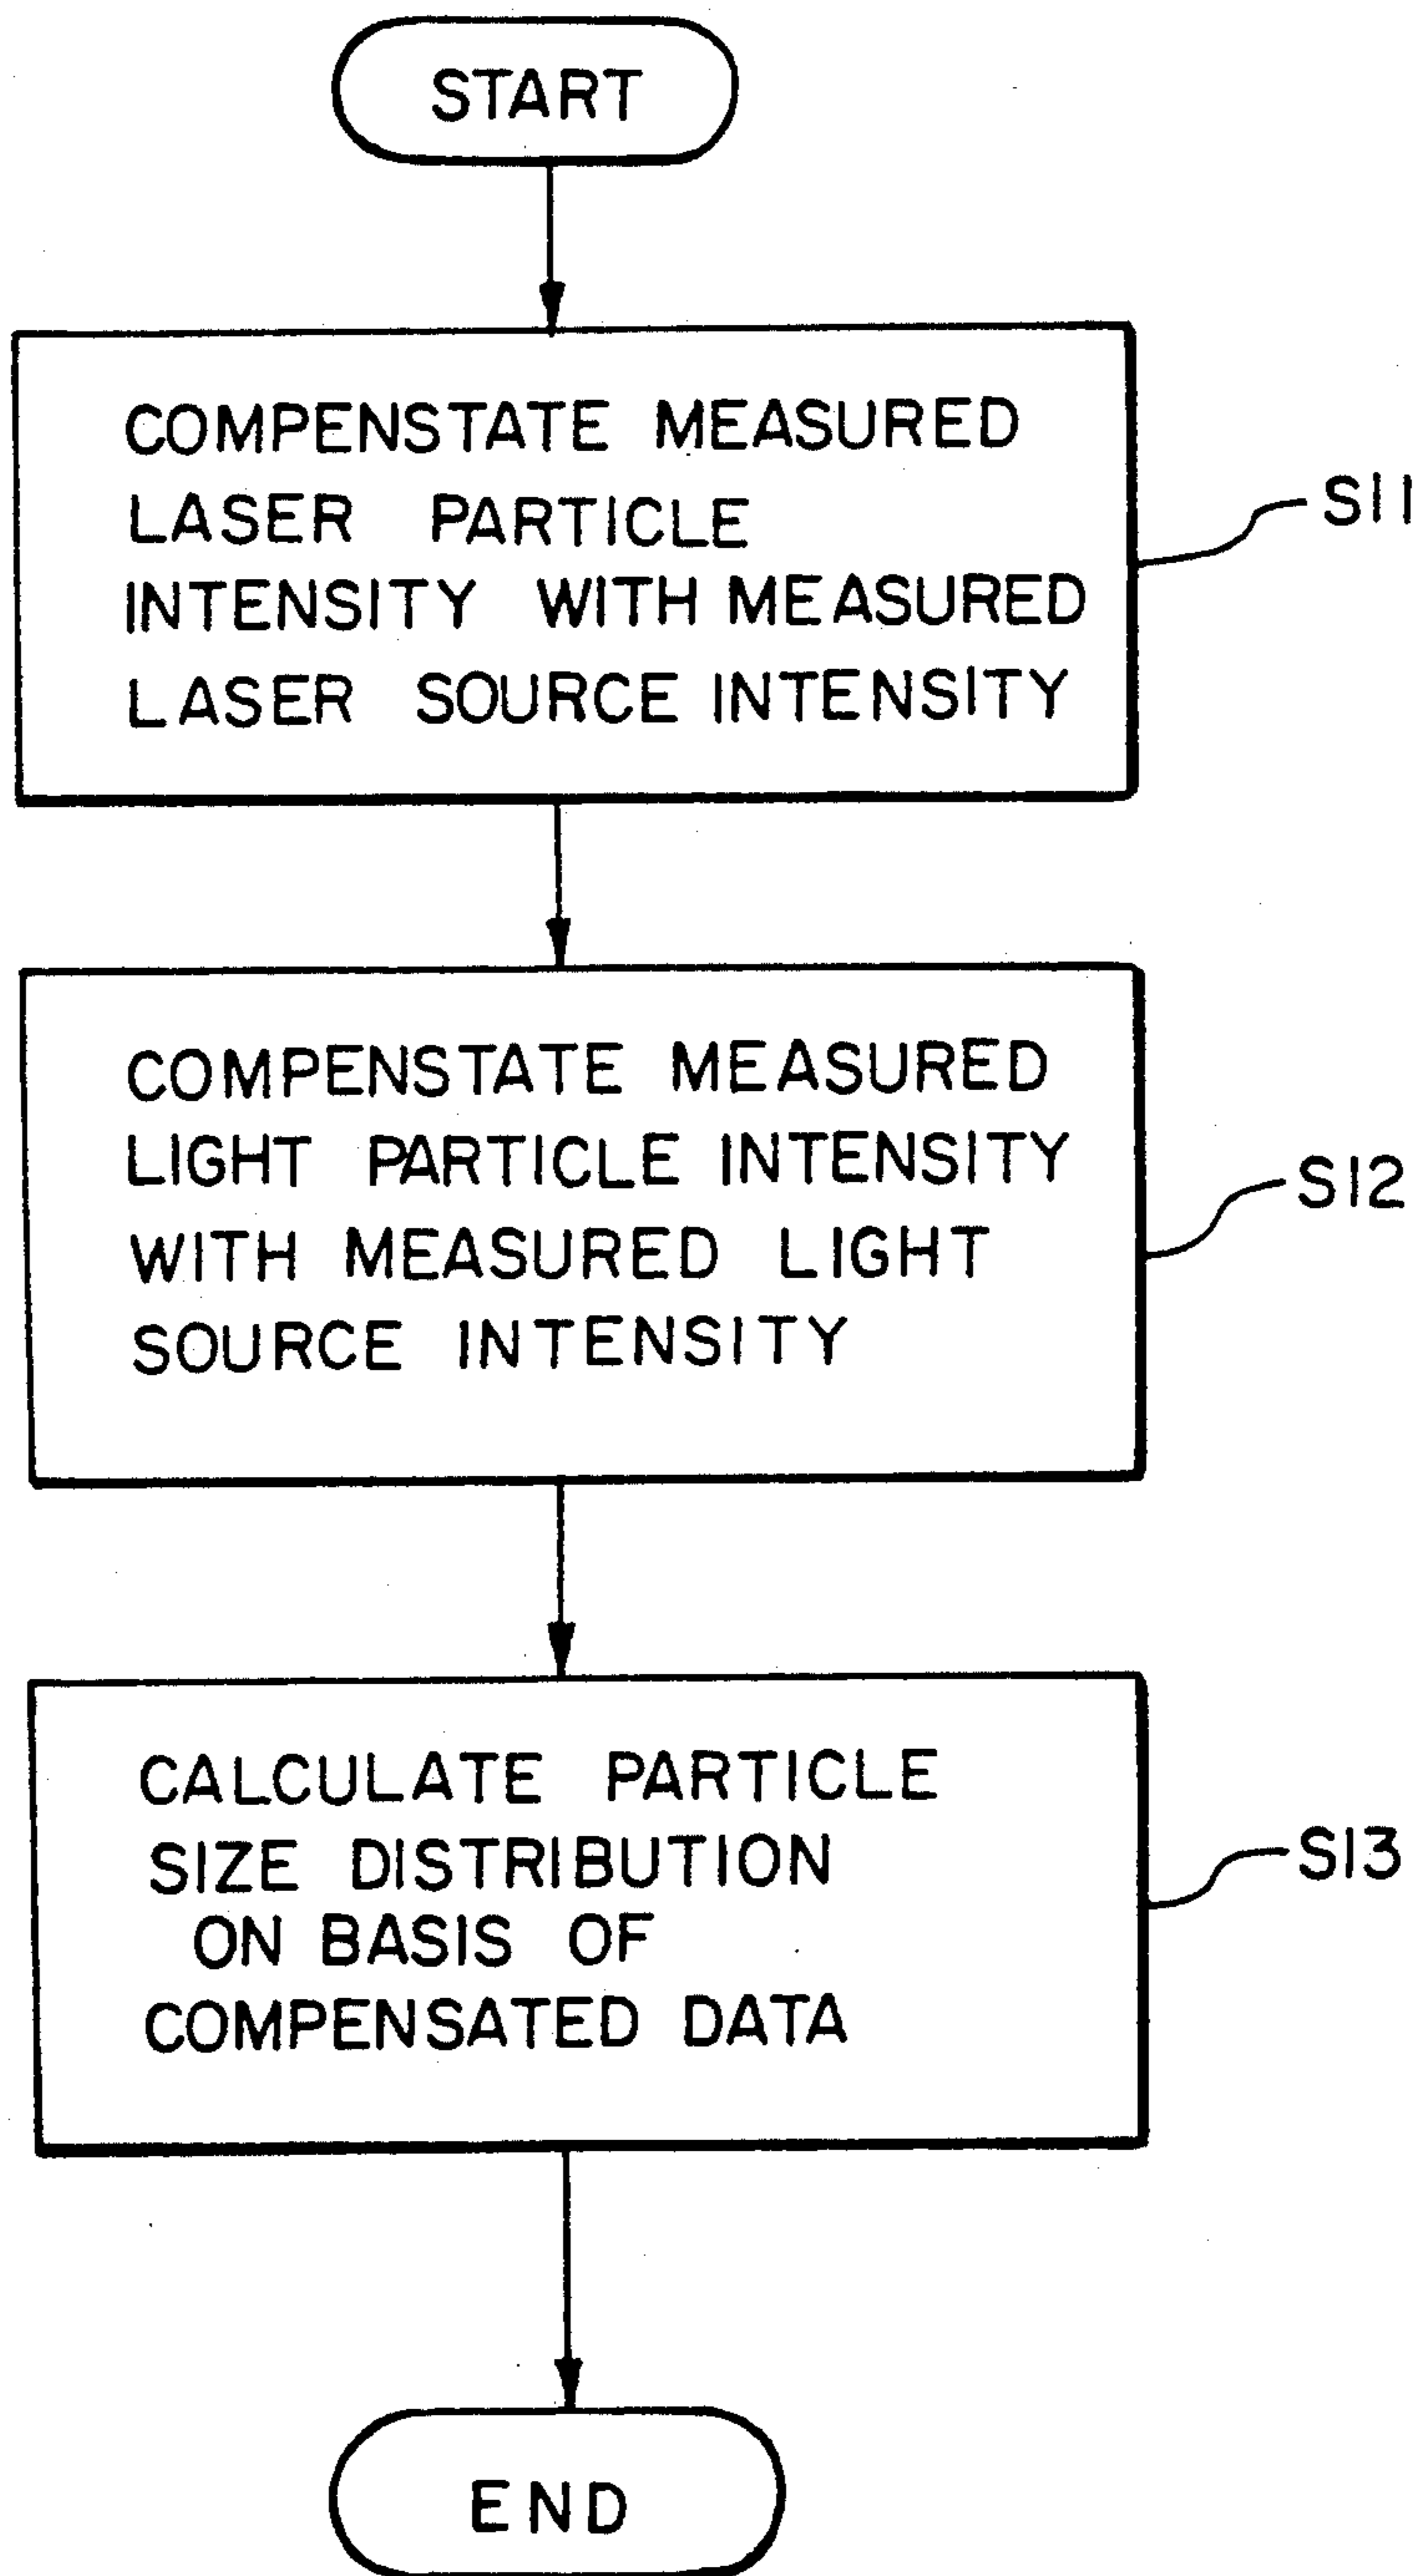 START
COMPENSTATE MEASURED
LASER PARTICLE
INTENSITY WITH MEASURED
LASER SOURCE INTENSITY
S11
COMPENSTATE MEASURED
LIGHT PARTICLE INTENSITY
WITH MEASURED LIGHT
SOURCE INTENSITY
S12
CALCULATE PARTICLE
SIZE DISTRIBUTION
ON BASIS OF
COMPENSATED DATA
S13
END